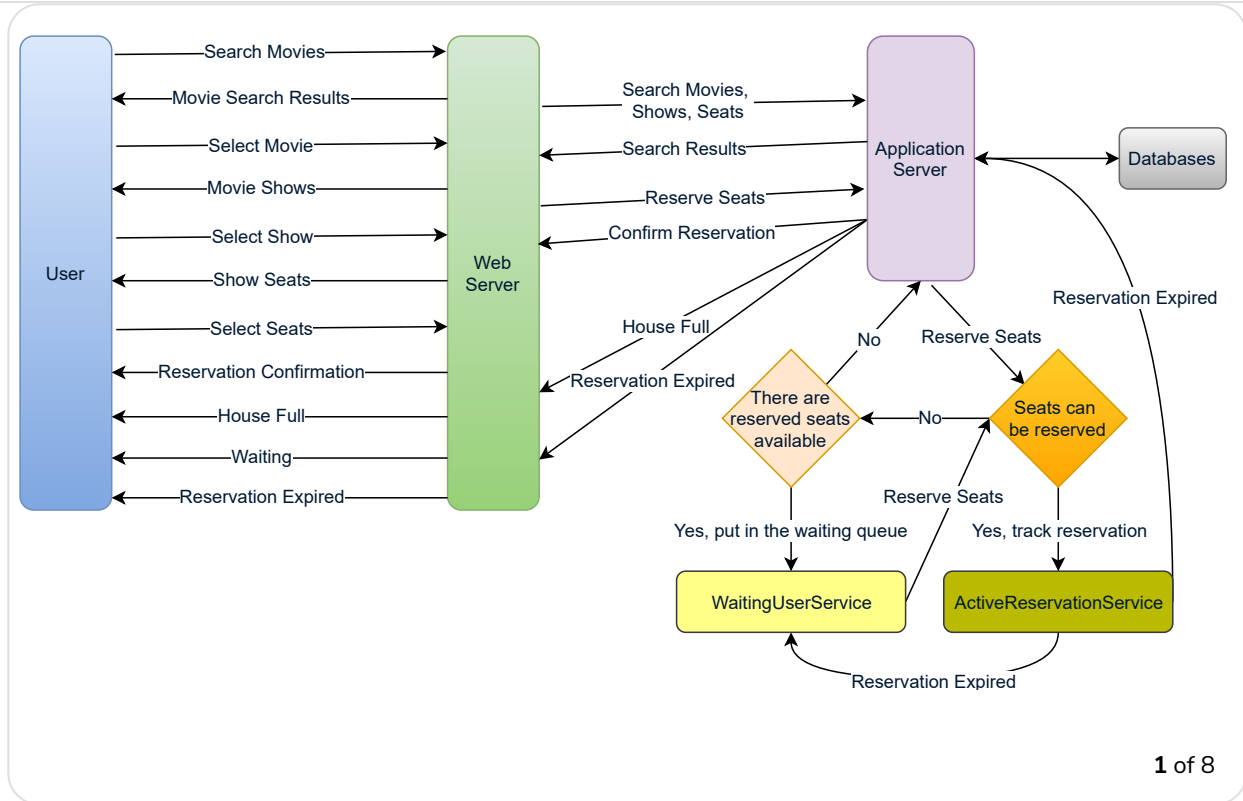 Search Movies
Movie Search Results
Select Movie
Movie Shows
Select Show
Show Seats
Select Seats
Reservation Confirmation
House Full
Waiting
Reservation Expired
User
Web
Server
Search Movies,
Shows, Seats
Search Results
Reserve Seats
Confirm Reservation
House Full
Reservation Expired
Application
Server
Databases
Reservation Expired
No
Reserve Seats
There are
reserved seats
available
No
Seats can
be reserved
Reserve Seats
Yes, put in the waiting queue
Yes, track reservation
WaitingUserService
ActiveReservationService
Reservation Expired
1 of 8